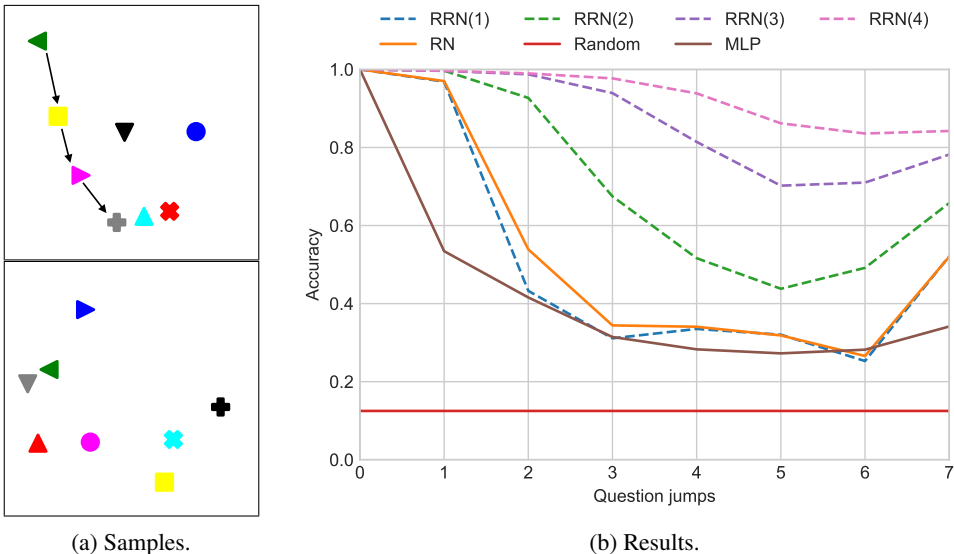 RRN(1) RRN(2) RRN(3) RRN(4)
RN Random MLP
1.0
0.8
0.6
0.4
0.2
0.0
Accuracy
0 1 2 3 4 5 6 7
Question jumps
(a) Samples.
(b) Results.